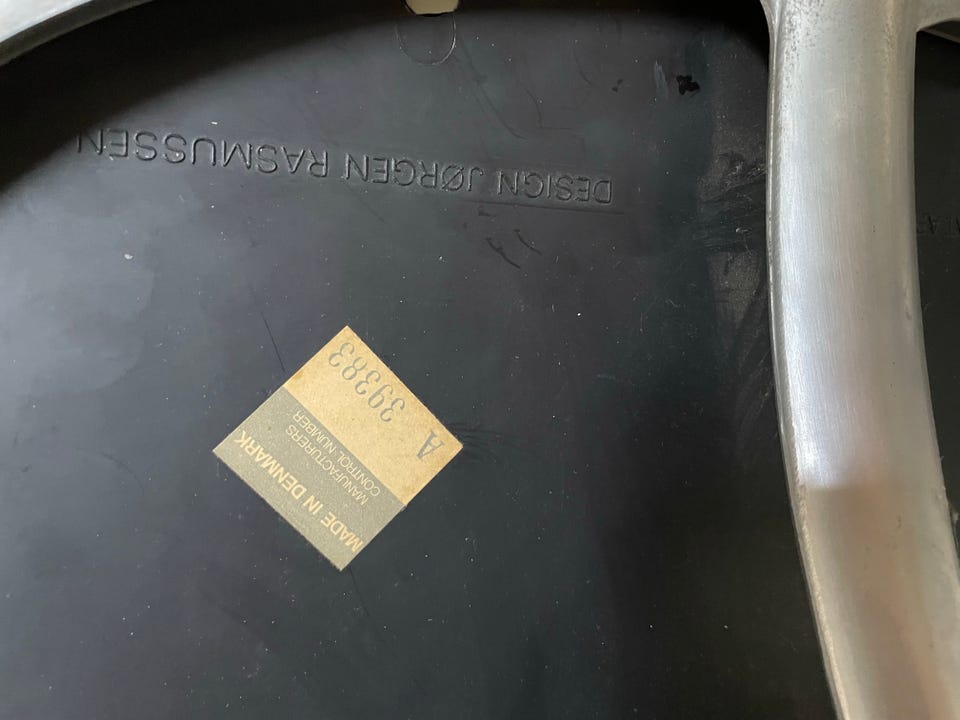 DESIGN JØRGEN RASMUSSEN
MADE IN DENMARK
MANUFACTURERS
CONTROL NUMBER
A 39383